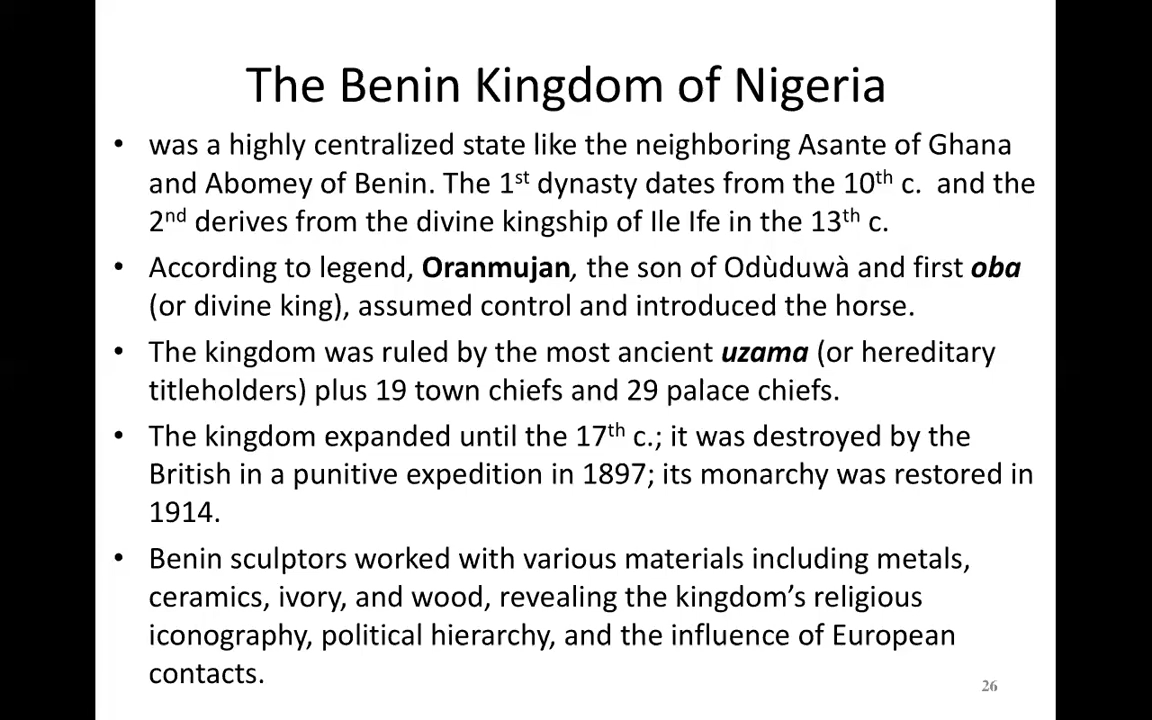 The Benin Kingdom of Nigeria
• was a highly centralized state like the neighboring Asante of Ghana
and Abomey of Benin. The 1st dynasty dates from the 10th c. and the
2nd derives from the divine kingship of Ile Ife in the 13th c.
• According to legend, Oranmujan, the son of Odùduwà and first oba
(or divine king), assumed control and introduced the horse.
• The kingdom was ruled by the most ancient uzama (or hereditary
titleholders) plus 19 town chiefs and 29 palace chiefs.
• The kingdom expanded until the 17th c.; it was destroyed by the
British in a punitive expedition in 1897; its monarchy was restored in
1914.
• Benin sculptors worked with various materials including metals,
ceramics, ivory, and wood, revealing the kingdom’s religious
iconography, political hierarchy, and the influence of European
contacts.
26